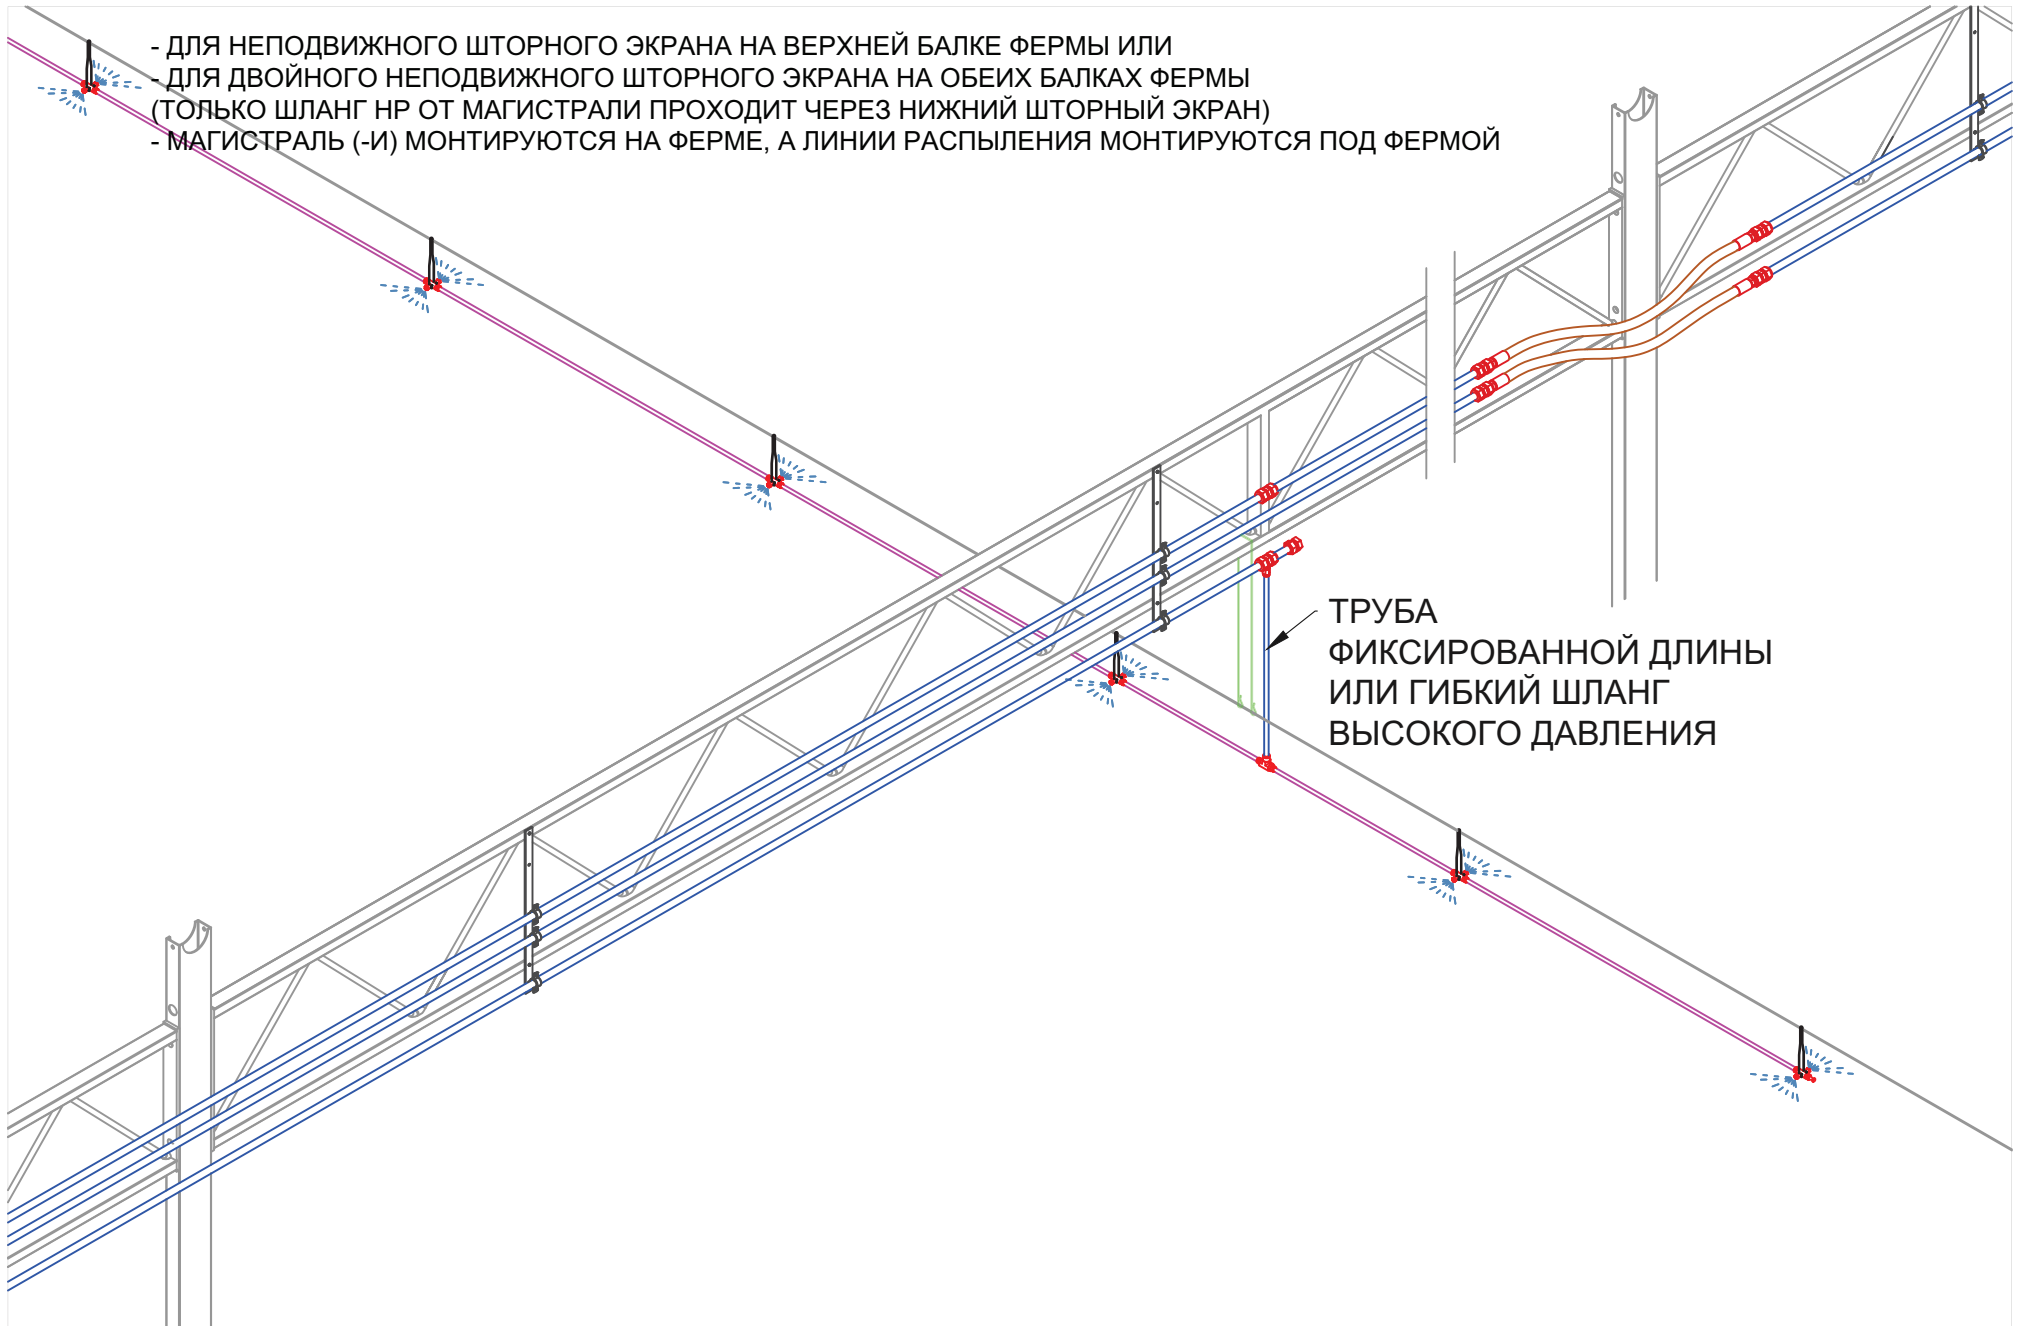 - ДЛЯ НЕПОДВИЖНОГО ШТОРНОГО ЭКРАНА НА ВЕРХНЕЙ БАЛКЕ ФЕРМЫ ИЛИ
- ДЛЯ ДВОЙНОГО НЕПОДВИЖНОГО ШТОРНОГО ЭКРАНА НА ОБЕИХ БАЛКАХ ФЕРМЫ
(ТОЛЬКО ШЛАНГ HP ОТ МАГИСТРАЛИ ПРОХОДИТ ЧЕРЕЗ НИЖНИЙ ШТОРНЫЙ ЭКРАН)
- МАГИСТРАЛЬ (-И) МОНТИРУЮТСЯ НА ФЕРМЕ, А ЛИНИИ РАСПЫЛЕНИЯ МОНТИРУЮТСЯ ПОД ФЕРМОЙ
ТРУБА
ФИКСИРОВАННОЙ ДЛИНЫ
ИЛИ ГИБКИЙ ШЛАНГ
ВЫСОКОГО ДАВЛЕНИЯ